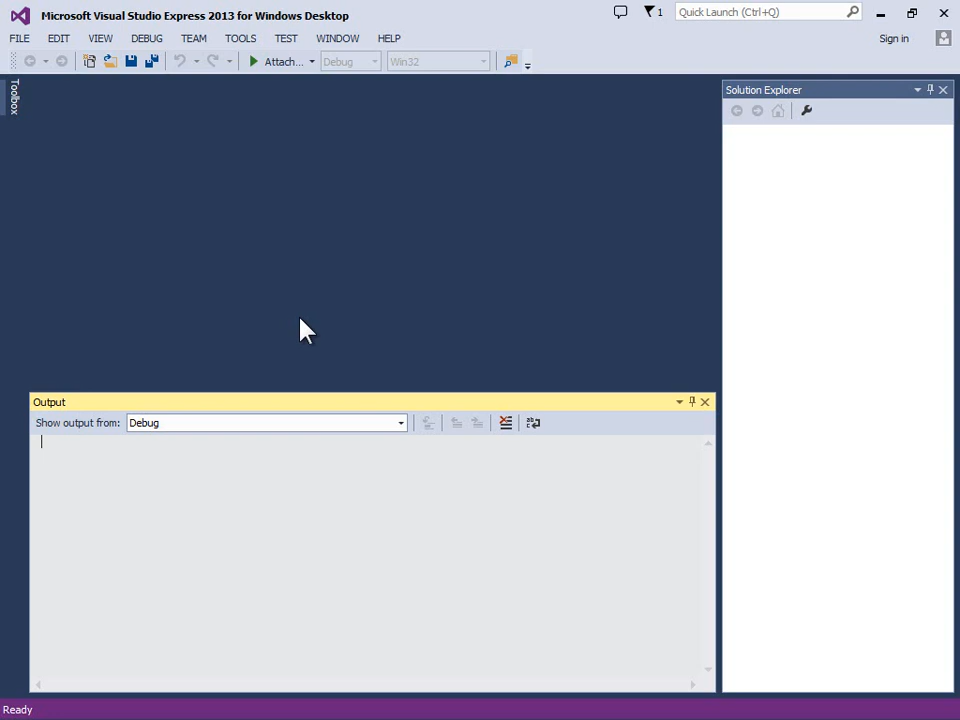 Microsoft Visual Studio Express 2013 for Windows Desktop
1
Quick Launch (Ctrl+Q)
FILE EDIT VIEW DEBUG TEAM TOOLS TEST WINDOW HELP
Sign in
Attach... Debug Win32
Toolbox
Solution Explorer
Output
Show output from: Debug
Ready